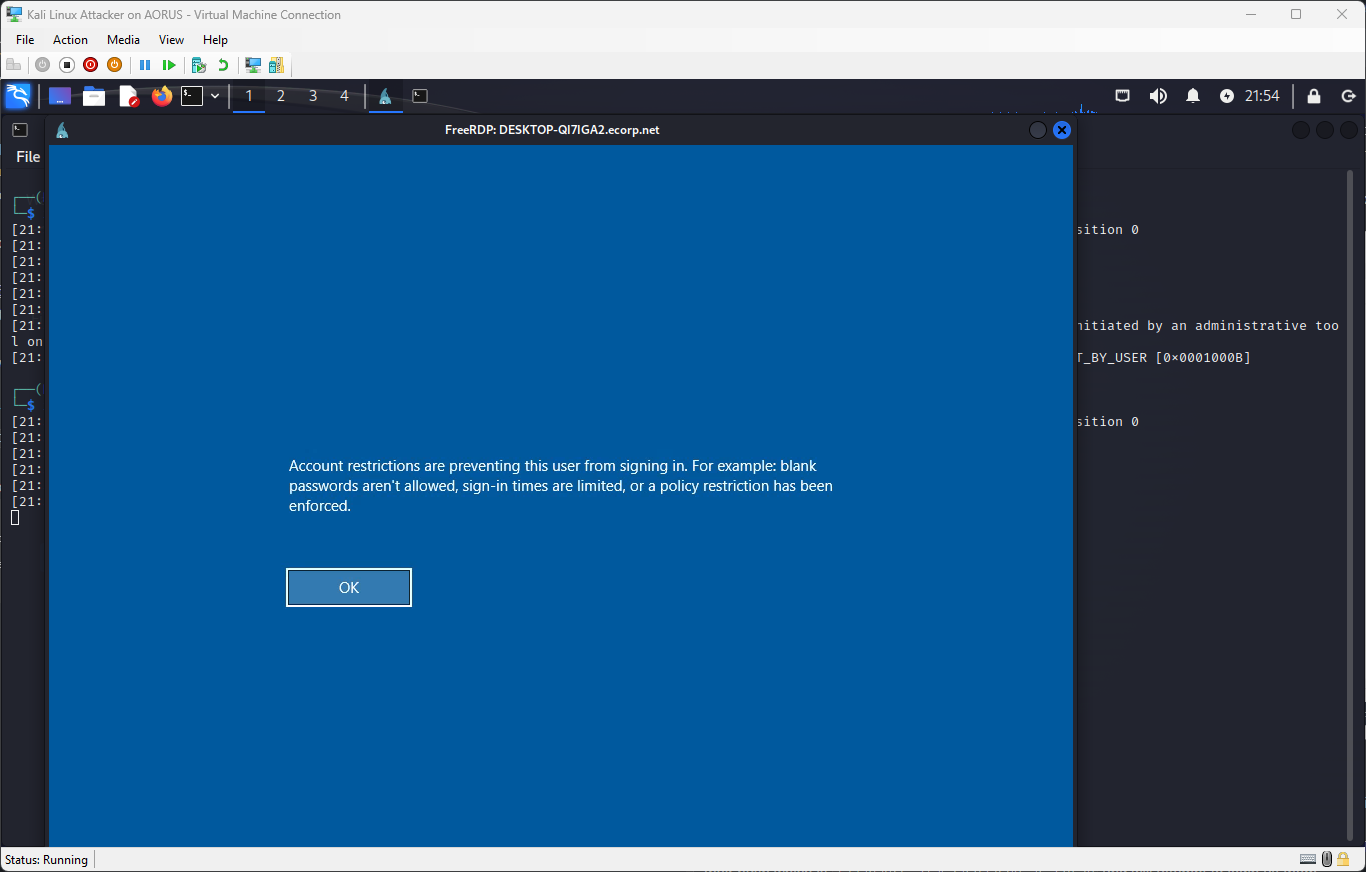 Kali Linux Attacker on AORUS - Virtual Machine Connection
File Action Media View Help
1 2 3 4 21:54
FreeRDP: DESKTOP-QI7IGA2.ecorp.net
File
$
[21: sition 0
[21:
[21:
[21:
[21:
[21:
[21: nitiated by an administrative too
l on
[21: T_BY_USER [0×0001000B]
$
[21: sition 0
[21:
[21:
[21:
[21:
[21:
Account restrictions are preventing this user from signing in. For example: blank
passwords aren't allowed, sign-in times are limited, or a policy restriction has been
enforced.
OK
Status: Running